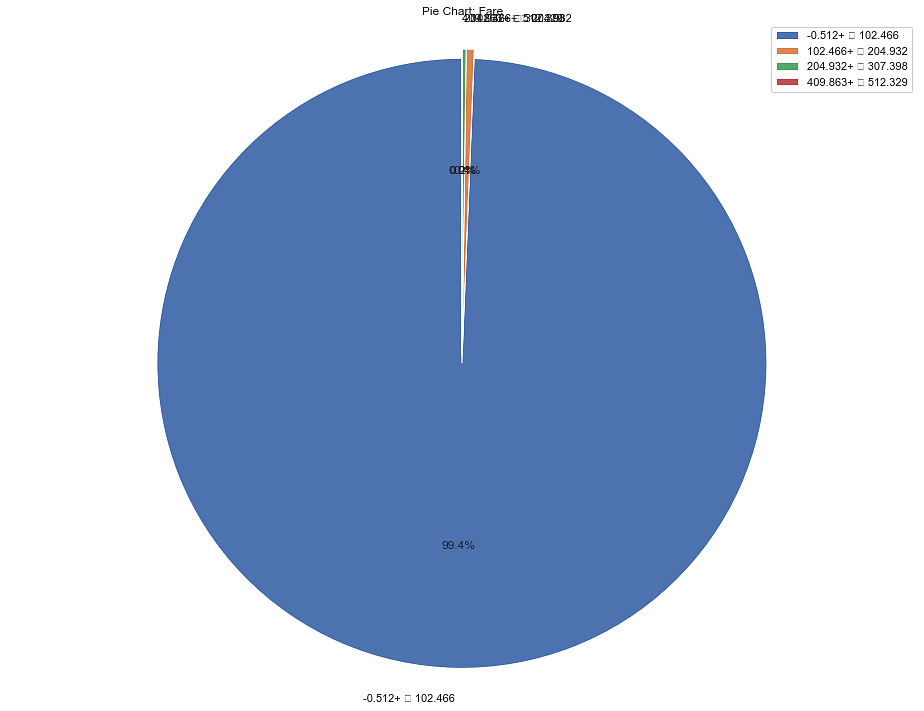 Pie Chart: Fare
-0.512+ □ 102.466
102.466+ □ 204.932
204.932+ □ 307.398
409.863+ □ 512.329
99.4%
-0.512+ □ 102.466